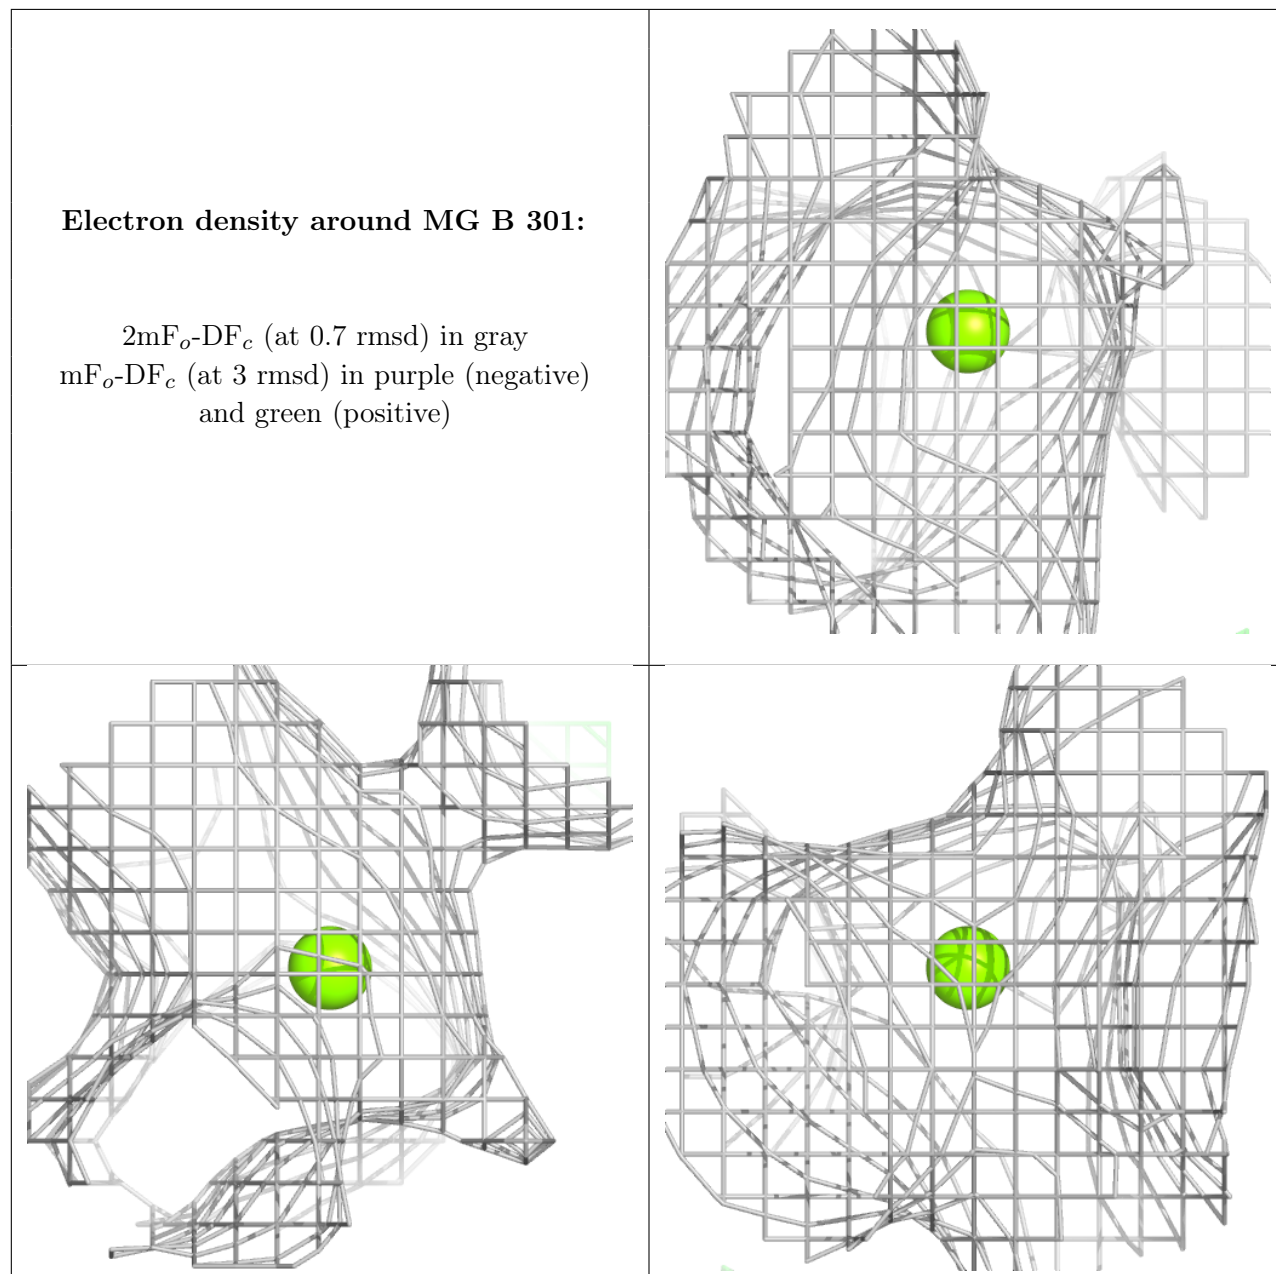 Electron density around MG B 301:
2mFo-DFc (at 0.7 rmsd) in gray
mFo-DFc (at 3 rmsd) in purple (negative)
and green (positive)